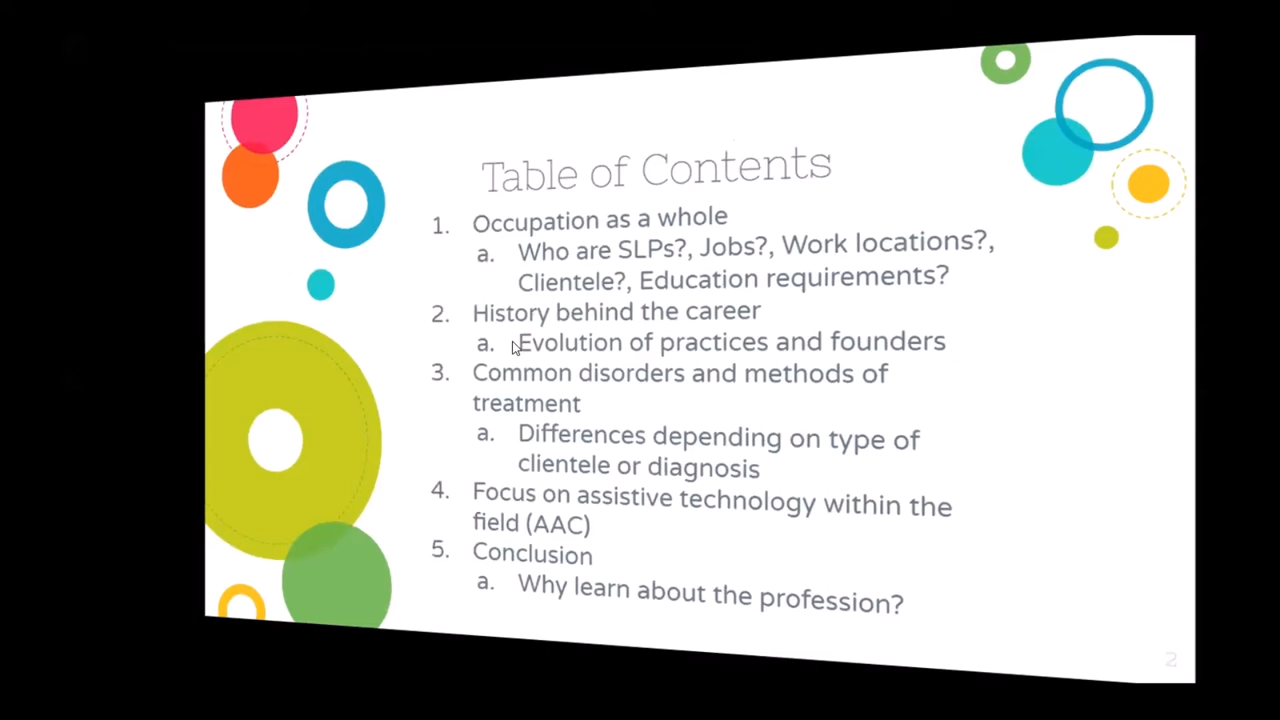 Table of Contents
1. Occupation as a whole
a. Who are SLPs?, Jobs?, Work locations?,
Clientele?, Education requirements?
2. History behind the career
a. Evolution of practices and founders
3. Common disorders and methods of
treatment
a. Differences depending on type of
clientele or diagnosis
4. Focus on assistive technology within the
field (AAC)
5. Conclusion
a. Why learn about the profession?
2